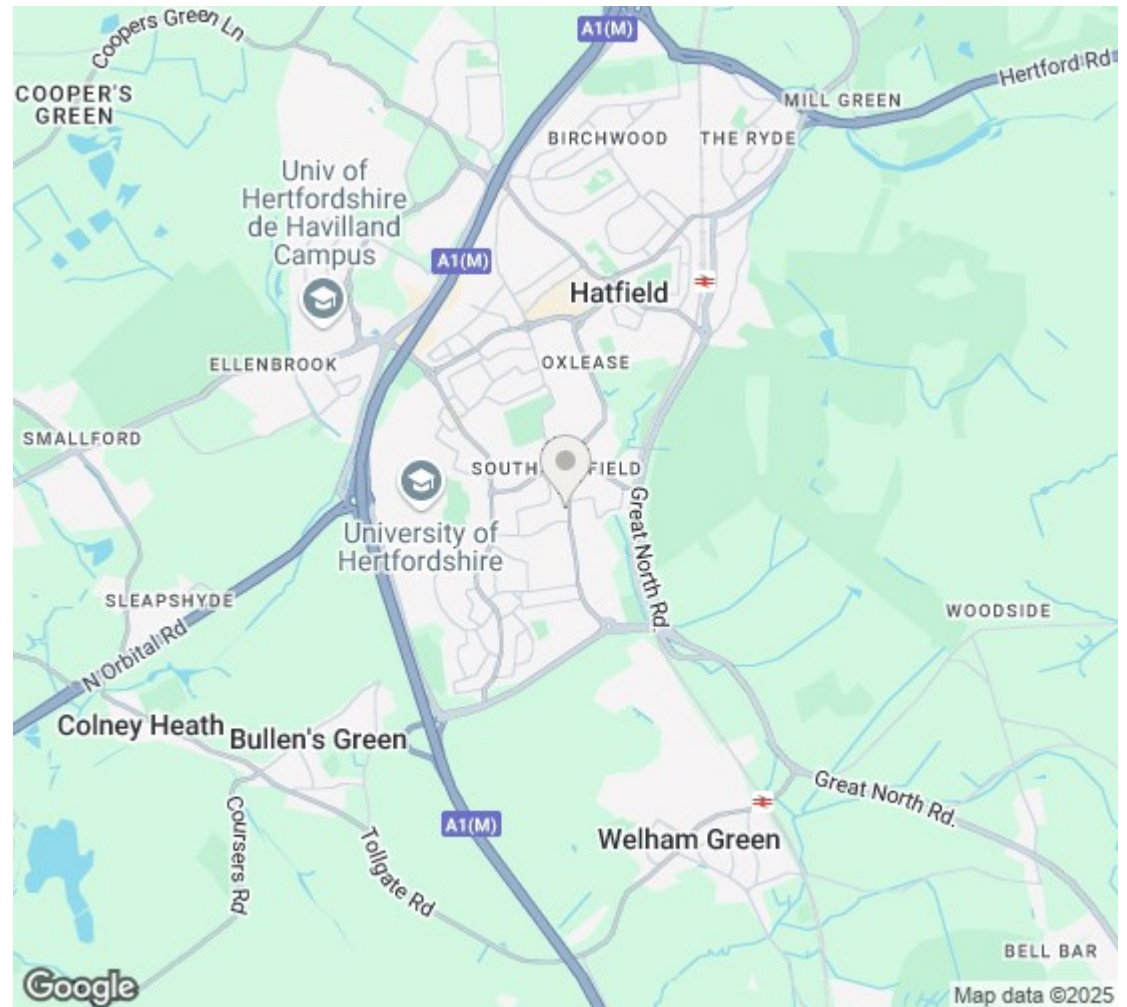 Coopers Green Ln
A1(M)
Hertford Rd
COOPER'S
GREEN
MILL GREEN
BIRCHWOOD
THE RYDE
Univ of
Hertfordshire
de Havilland
Campus
A1(M)
Hatfield
ELLENBROOK
OXLEASE
SMALLFORD
SOUTH FIELD
University of
Hertfordshire
Great North Rd.
SLEAPSHYDE
WOODSIDE
N Orbital Rd
Colney Heath
Bullen's Green
Great North Rd.
Coursers Rd
Tollgate Rd
A1(M)
Welham Green
BELL BAR
Google
Map data ©2025